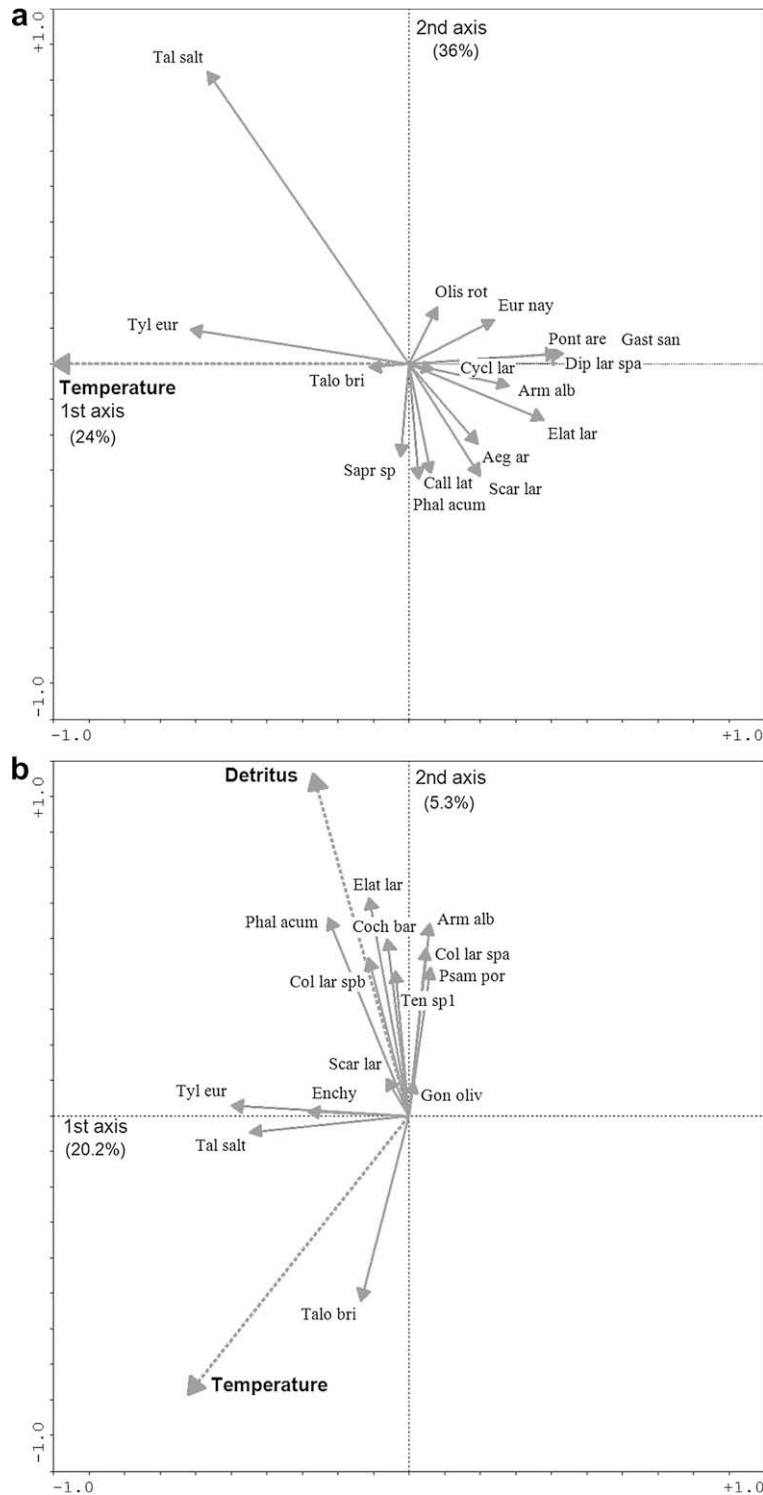 a
+1.0
2nd axis
(36%)
Tal salt
Olis rot
Eur nay
Tyl eur
Pont are
Gast san
Temperature
Talo bri
Cycl lar
Dip lar spa
1st axis
Arm alb
(24%)
Elat lar
Sapr sp
Aeg ar
Call lat
Scar lar
Phal acum
-1.0
-1.0
+1.0
b
+1.0
Detritus
2nd axis
(5.3%)
Elat lar
Phal acum
Coch bar
Arm alb
Col lar spa
Col lar spb
Psam por
Ten sp1
Scar lar
Tyl eur
Enchy
Gon oliv
1st axis
(20.2%)
Tal salt
Talo bri
Temperature
-1.0
-1.0
+1.0